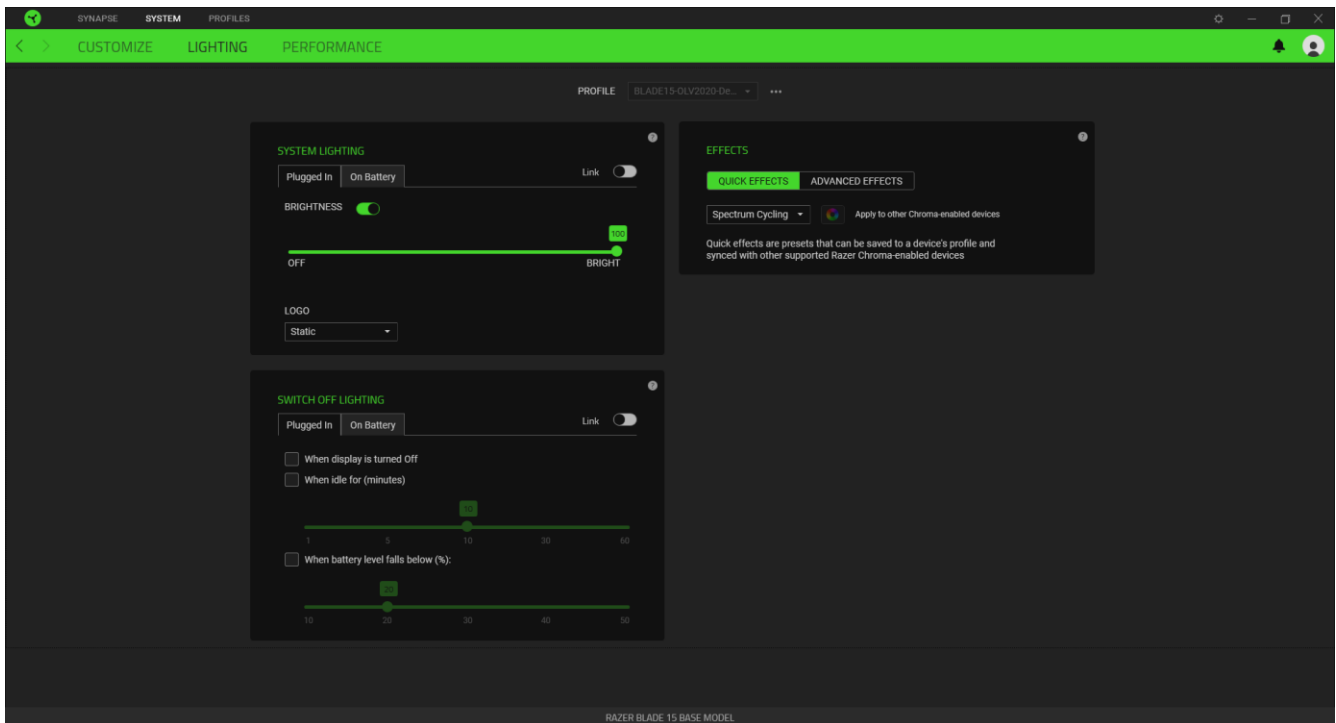 SYNAPSE SYSTEM PROFILES
CUSTOMIZE LIGHTING PERFORMANCE
PROFILE BLADE15-OLV2020-De...
SYSTEM LIGHTING
Plugged In On Battery Link
BRIGHTNESS
100
OFF BRIGHT
LOGO
Static
EFFECTS
QUICK EFFECTS ADVANCED EFFECTS
Spectrum Cycling Apply to other Chroma-enabled devices
Quick effects are presets that can be saved to a device's profile and
synced with other supported Razer Chroma-enabled devices
SWITCH OFF LIGHTING
Plugged In On Battery Link
When display is turned Off
When idle for (minutes)
10
1 5 10 30 60
When battery level falls below (%):
20
10 20 30 40 50
RAZER BLADE 15 BASE MODEL